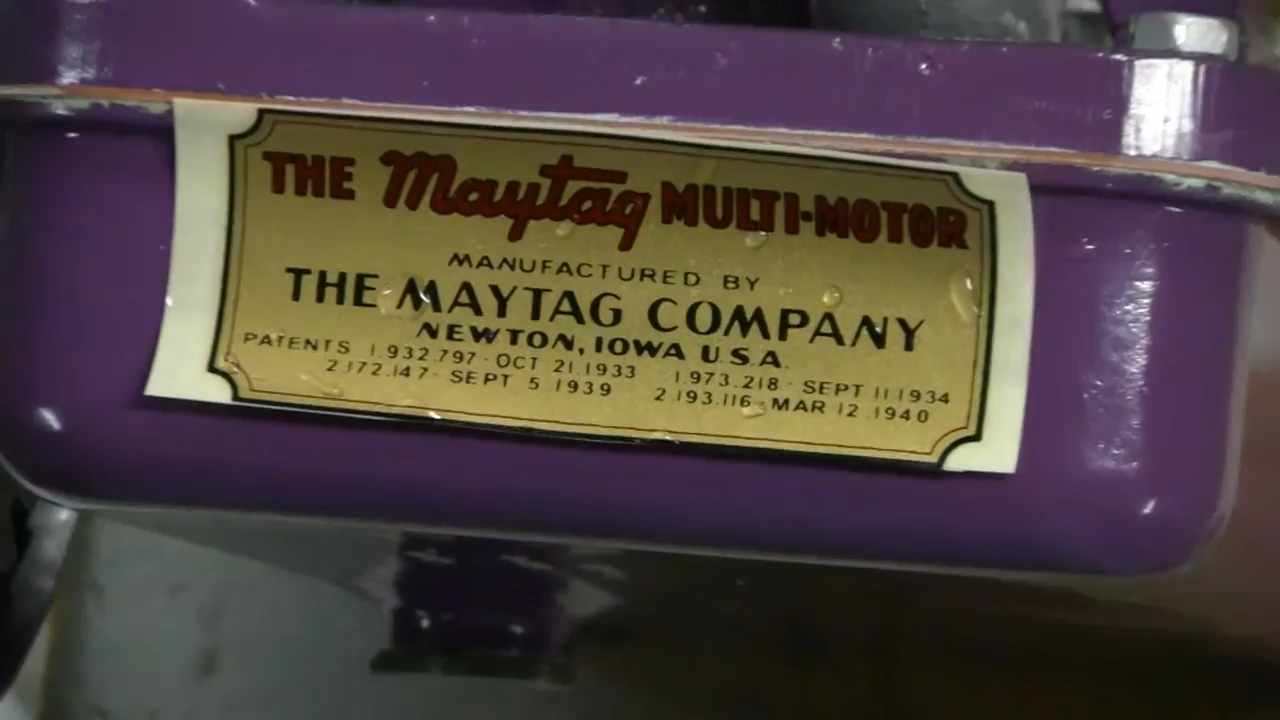 THE Maytag MULTI-MOTOR
MANUFACTURED BY
THE MAYTAG COMPANY
NEWTON, IOWA U.S.A.
PATENTS 1.932.797 · OCT 21.1933 1.973.218 · SEPT 11.1934
2.172.147 · SEPT 5.1939 2.193.116 · MAR 12.1940